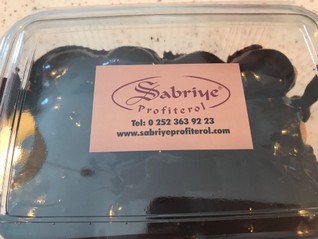 Sabriye
Profiterol
Tel: 0 252 363 92 23
www.sabriyeprofiterol.com